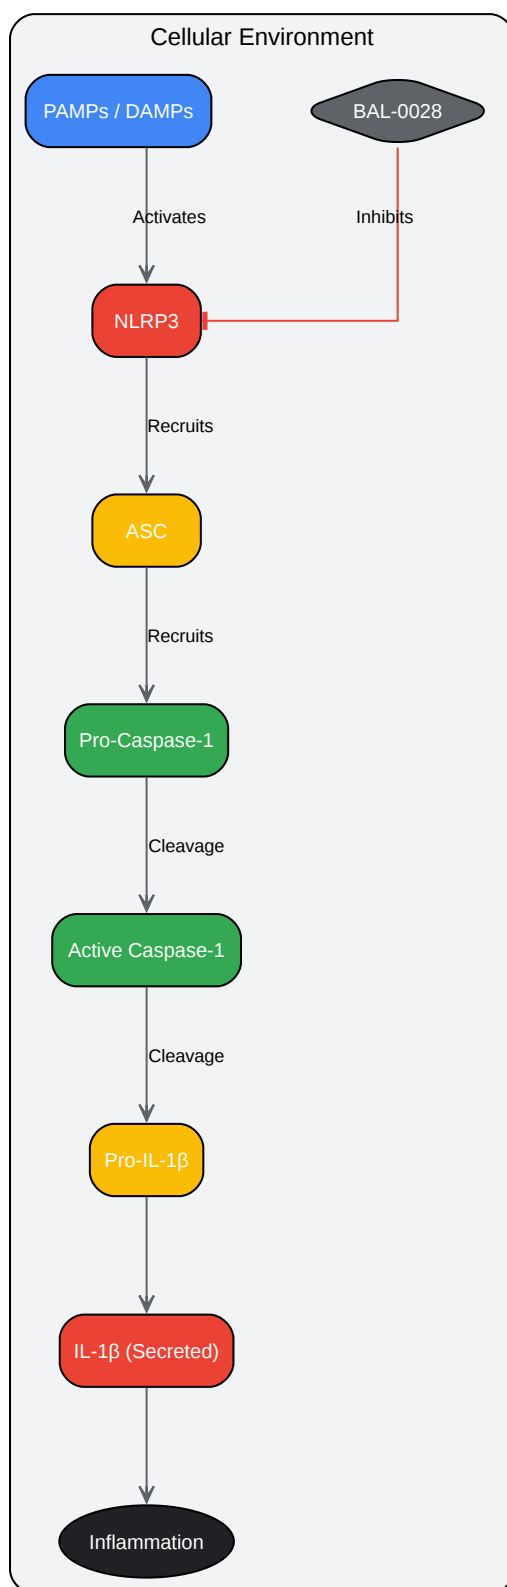 Cellular Environment
PAMPs / DAMPs
BAL-0028
Activates
Inhibits
NLRP3
Recruits
ASC
Recruits
Pro-Caspase-1
Cleavage
Active Caspase-1
Cleavage
Pro-IL-1β
IL-1β (Secreted)
Inflammation